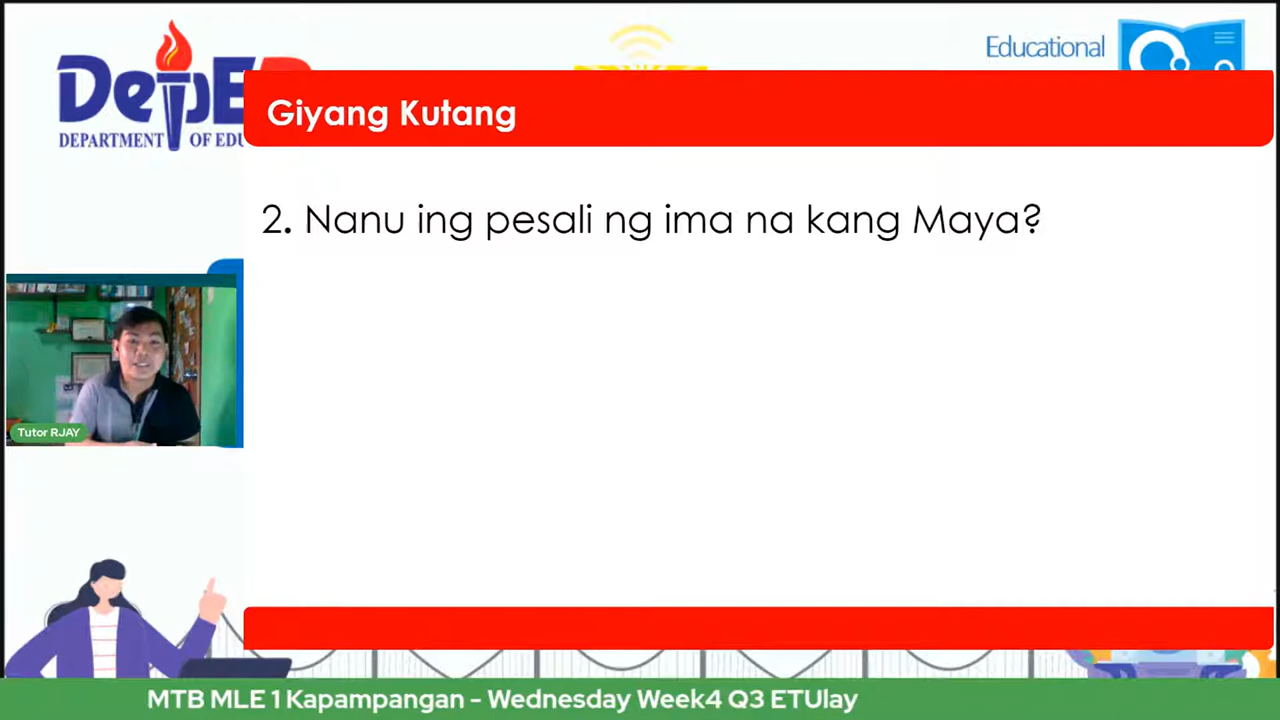 DepED
DEPARTMENT OF EDU
Educational
Giyang Kutang
2. Nanu ing pesali ng ima na kang Maya?
Tutor RJAY
MTB MLE 1 Kapampangan - Wednesday Week4 Q3 ETUlay